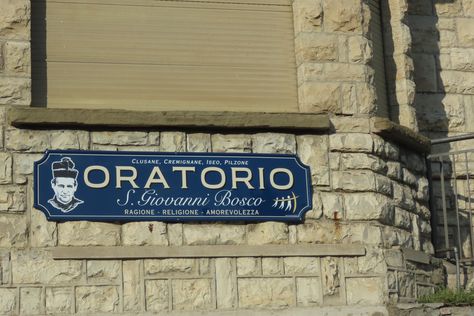 CLUSANE, CREMIGNANE, ISEO, PILZONE
ORATORIO
S. Giovanni Bosco
RAGIONE - RELIGIONE - AMOREVOLEZZA